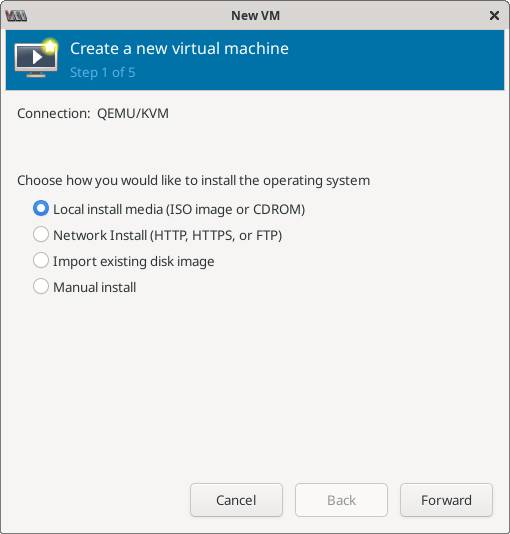 New VM
Create a new virtual machine
Step 1 of 5
Connection: QEMU/KVM
Choose how you would like to install the operating system
Local install media (ISO image or CDROM)
Network Install (HTTP, HTTPS, or FTP)
Import existing disk image
Manual install
Cancel Back Forward